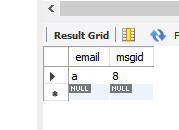 Result Grid
email msgid
a 8
NULL NULL